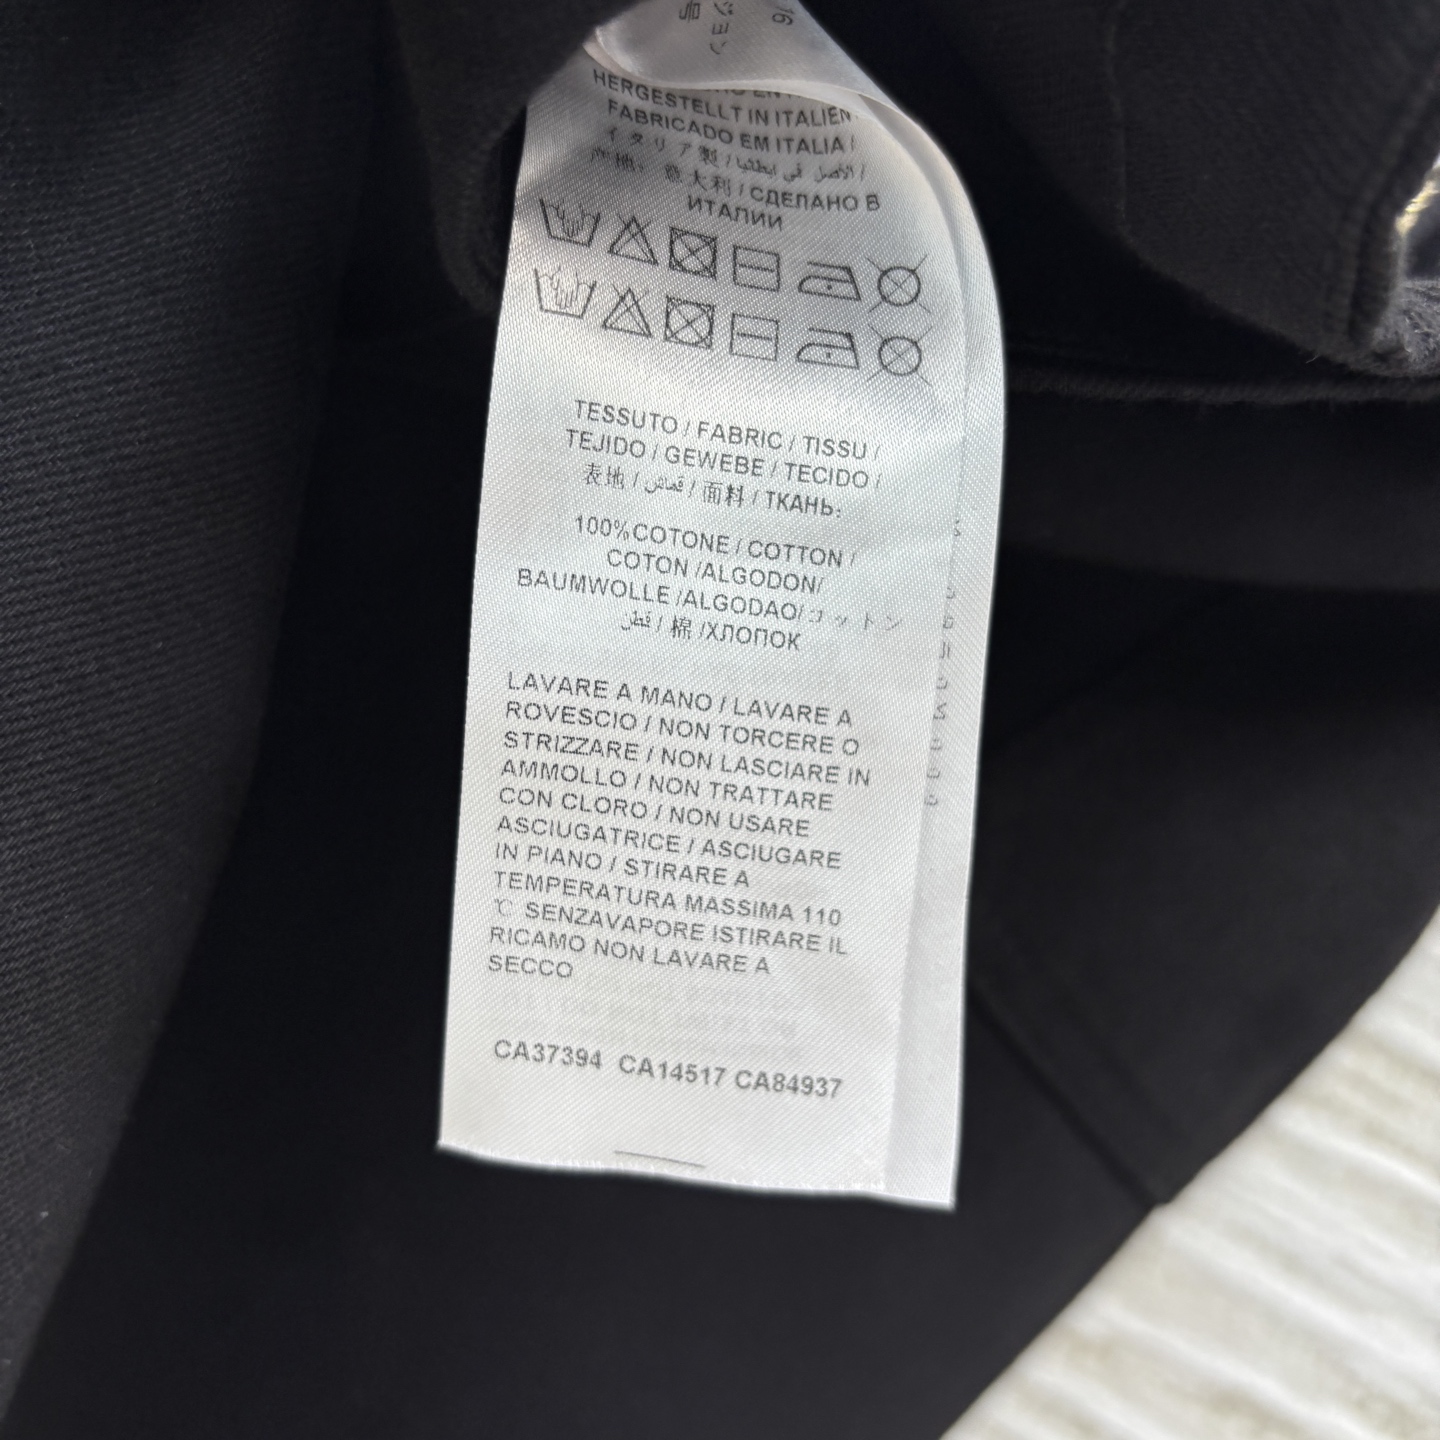 HERGESTELLT IN ITALIEN
FABRICADO EM ITALIA /
イタリア製 / الأصل في ايطليا /
产地: 意大利 / СДЕЛАНО В
ИТАЛИИ
TESSUTO / FABRIC / TISSU /
TEJIDO / GEWEBE / TECIDO /
表地 / قماش / 面料 / ТКАНЬ:
100%COTONE / COTTON /
COTON /ALGODON/
BAUMWOLLE /ALGODAO/コットン
قطن / 棉 /ХЛОПОК
LAVARE A MANO / LAVARE A
ROVESCIO / NON TORCERE O
STRIZZARE / NON LASCIARE IN
AMMOLLO / NON TRATTARE
CON CLORO / NON USARE
ASCIUGATRICE / ASCIUGARE
IN PIANO / STIRARE A
TEMPERATURA MASSIMA 110
℃ SENZAVAPORE ISTIRARE IL
RICAMO NON LAVARE A
SECCO
CA37394 CA14517 CA84937